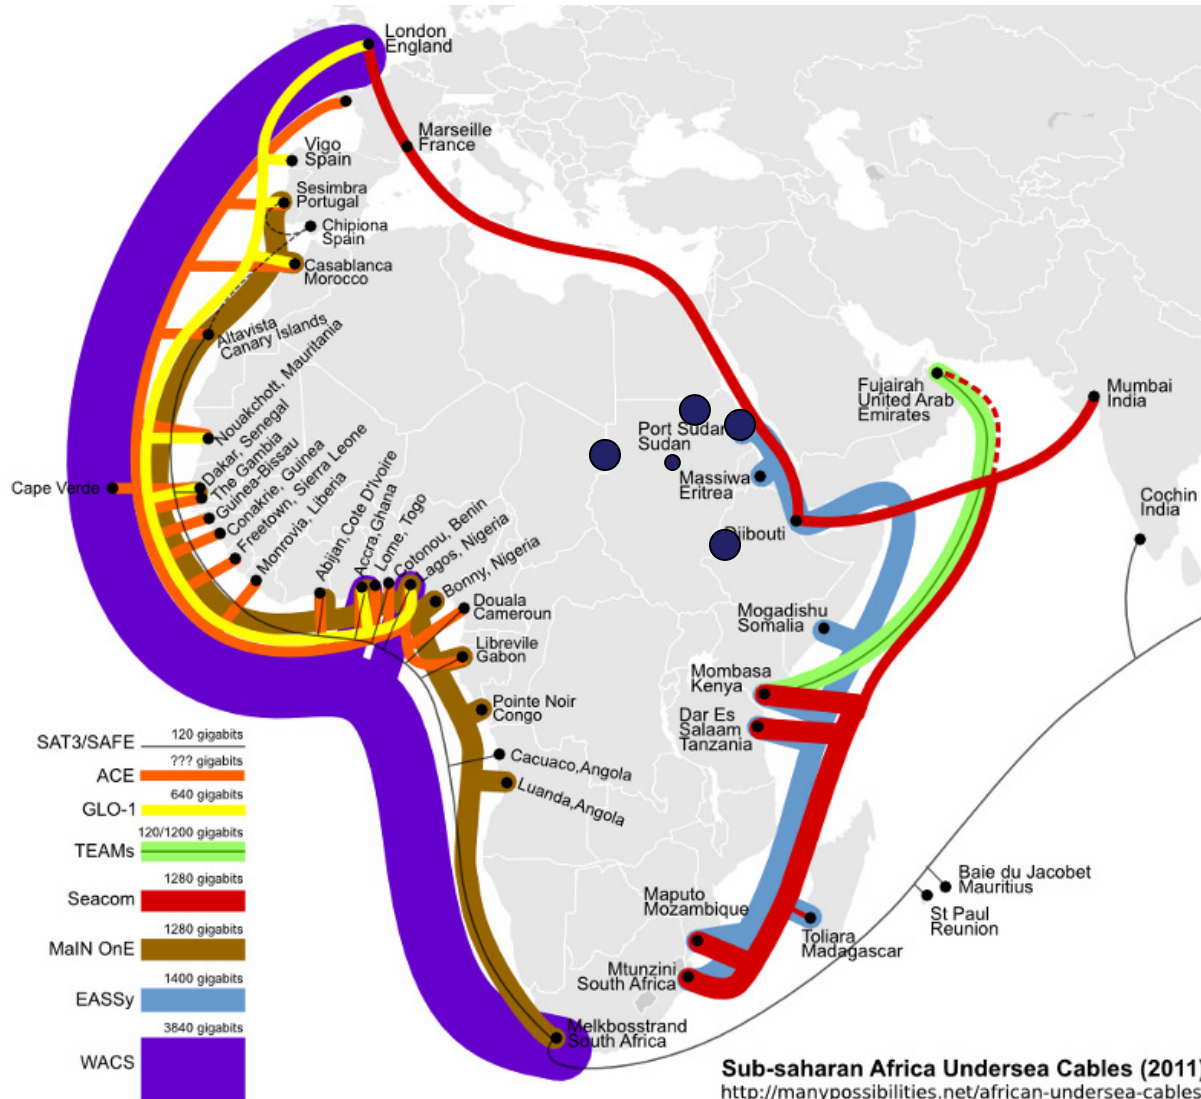 London
England
Marseille
France
Vigo
Spain
Sesimbra
Portugal
Chipiona
Spain
Casablanca
Morocco
Altavista
Canary Islands
Nouakchott, Mauritania
Dakar, Senegal
The Gambia
Guinea-Bissau
Conakrie, Guinea
Freetown, Sierra Leone
Monrovia, Liberia
Cape Verde
Abijan,Cote D'Ivoire
Accra,Ghana
Lome, Togo
Cotonou, Benin
Lagos, Nigeria
Bonny, Nigeria
Douala
Cameroun
Librevile
Gabon
Pointe Noir
Congo
Cacuaco,Angola
Luanda,Angola
Port Sudan
Sudan
Massiwa
Eritrea
Djibouti
Fujairah
United Arab
Emirates
Mumbai
India
Cochin
India
Mogadishu
Somalia
Mombasa
Kenya
Dar Es
Salaam
Tanzania
Maputo
Mozambique
Mtunzini
South Africa
Toliara
Madagascar
Baie du Jacobet
Mauritius
St Paul
Reunion
Melkbosstrand
South Africa
SAT3/SAFE 120 gigabits
ACE ??? gigabits
GLO-1 640 gigabits
TEAMs 120/1200 gigabits
Seacom 1280 gigabits
MaIN OnE 1280 gigabits
EASSy 1400 gigabits
WACS 3840 gigabits
Sub-saharan Africa Undersea Cables (2011)
http://manypossibilities.net/african-undersea-cables